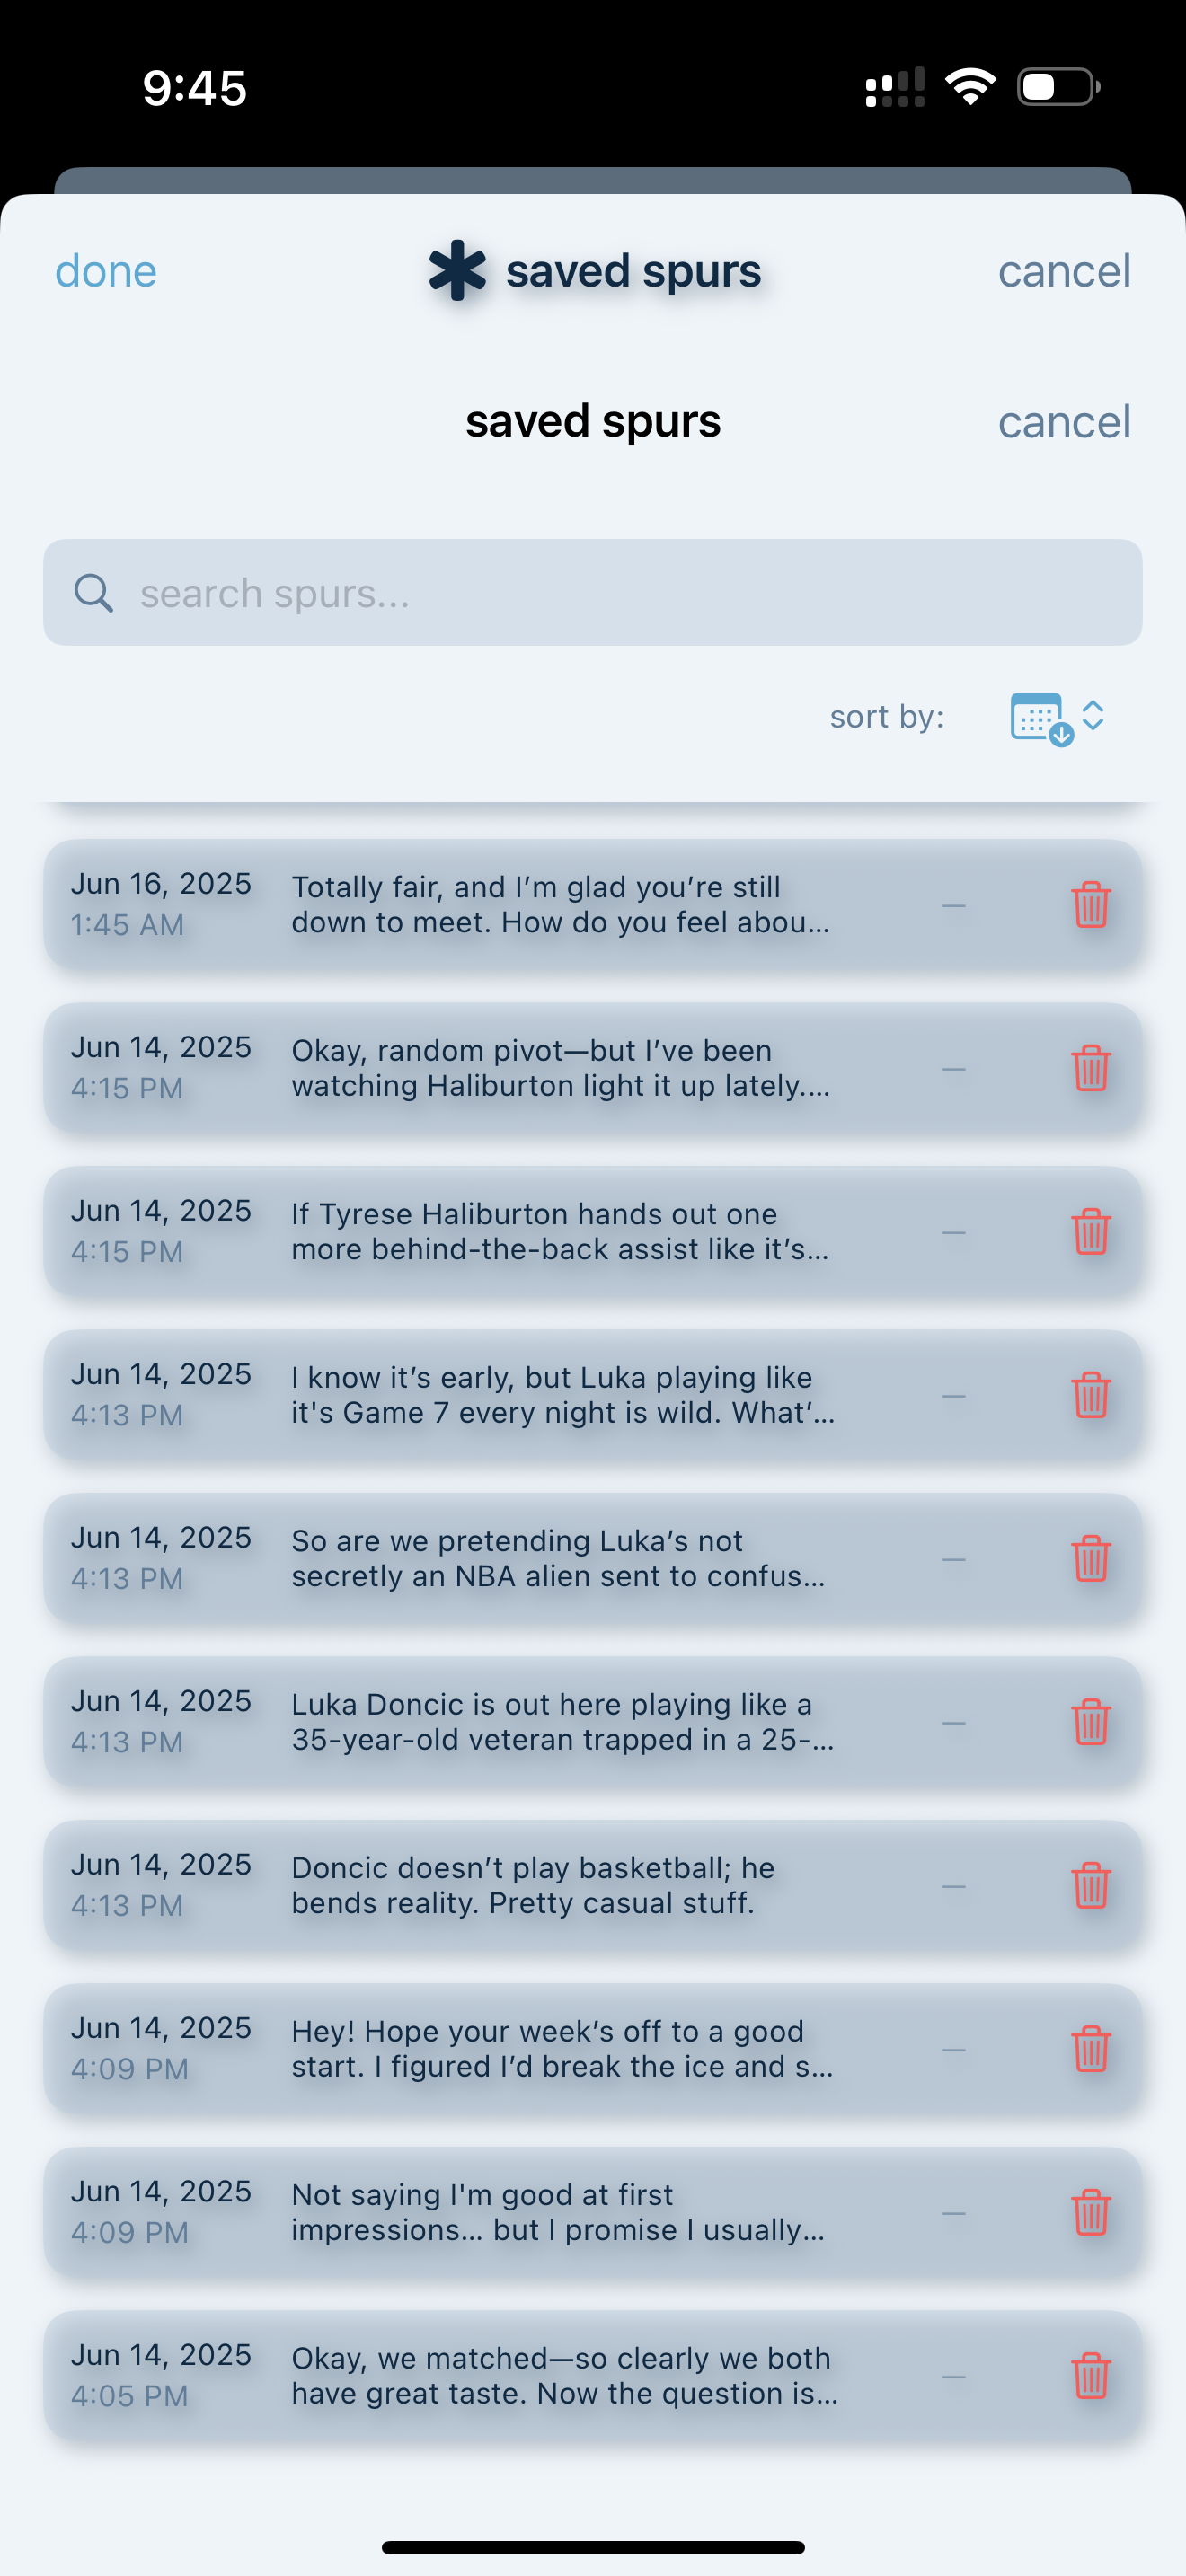 9:45
done
saved spurs
cancel
saved spurs
cancel
search spurs...
sort by:
Jun 16, 2025
1:45 AM
Totally fair, and I’m glad you’re still
down to meet. How do you feel abou...
—
Jun 14, 2025
4:15 PM
Okay, random pivot—but I’ve been
watching Haliburton light it up lately....
—
Jun 14, 2025
4:15 PM
If Tyrese Haliburton hands out one
more behind-the-back assist like it’s...
—
Jun 14, 2025
4:13 PM
I know it’s early, but Luka playing like
it's Game 7 every night is wild. What’...
—
Jun 14, 2025
4:13 PM
So are we pretending Luka’s not
secretly an NBA alien sent to confus...
—
Jun 14, 2025
4:13 PM
Luka Doncic is out here playing like a
35-year-old veteran trapped in a 25-...
—
Jun 14, 2025
4:13 PM
Doncic doesn’t play basketball; he
bends reality. Pretty casual stuff.
—
Jun 14, 2025
4:09 PM
Hey! Hope your week’s off to a good
start. I figured I’d break the ice and s...
—
Jun 14, 2025
4:09 PM
Not saying I'm good at first
impressions... but I promise I usually...
—
Jun 14, 2025
4:05 PM
Okay, we matched—so clearly we both
have great taste. Now the question is...
—